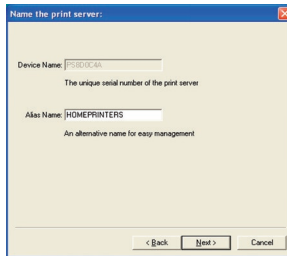 Name the print server:
Device Name: PS8D0C4A
The unique serial number of the print server
Alias Name: HOMEPRINTERS
An alternative name for easy management
< Back Next > Cancel